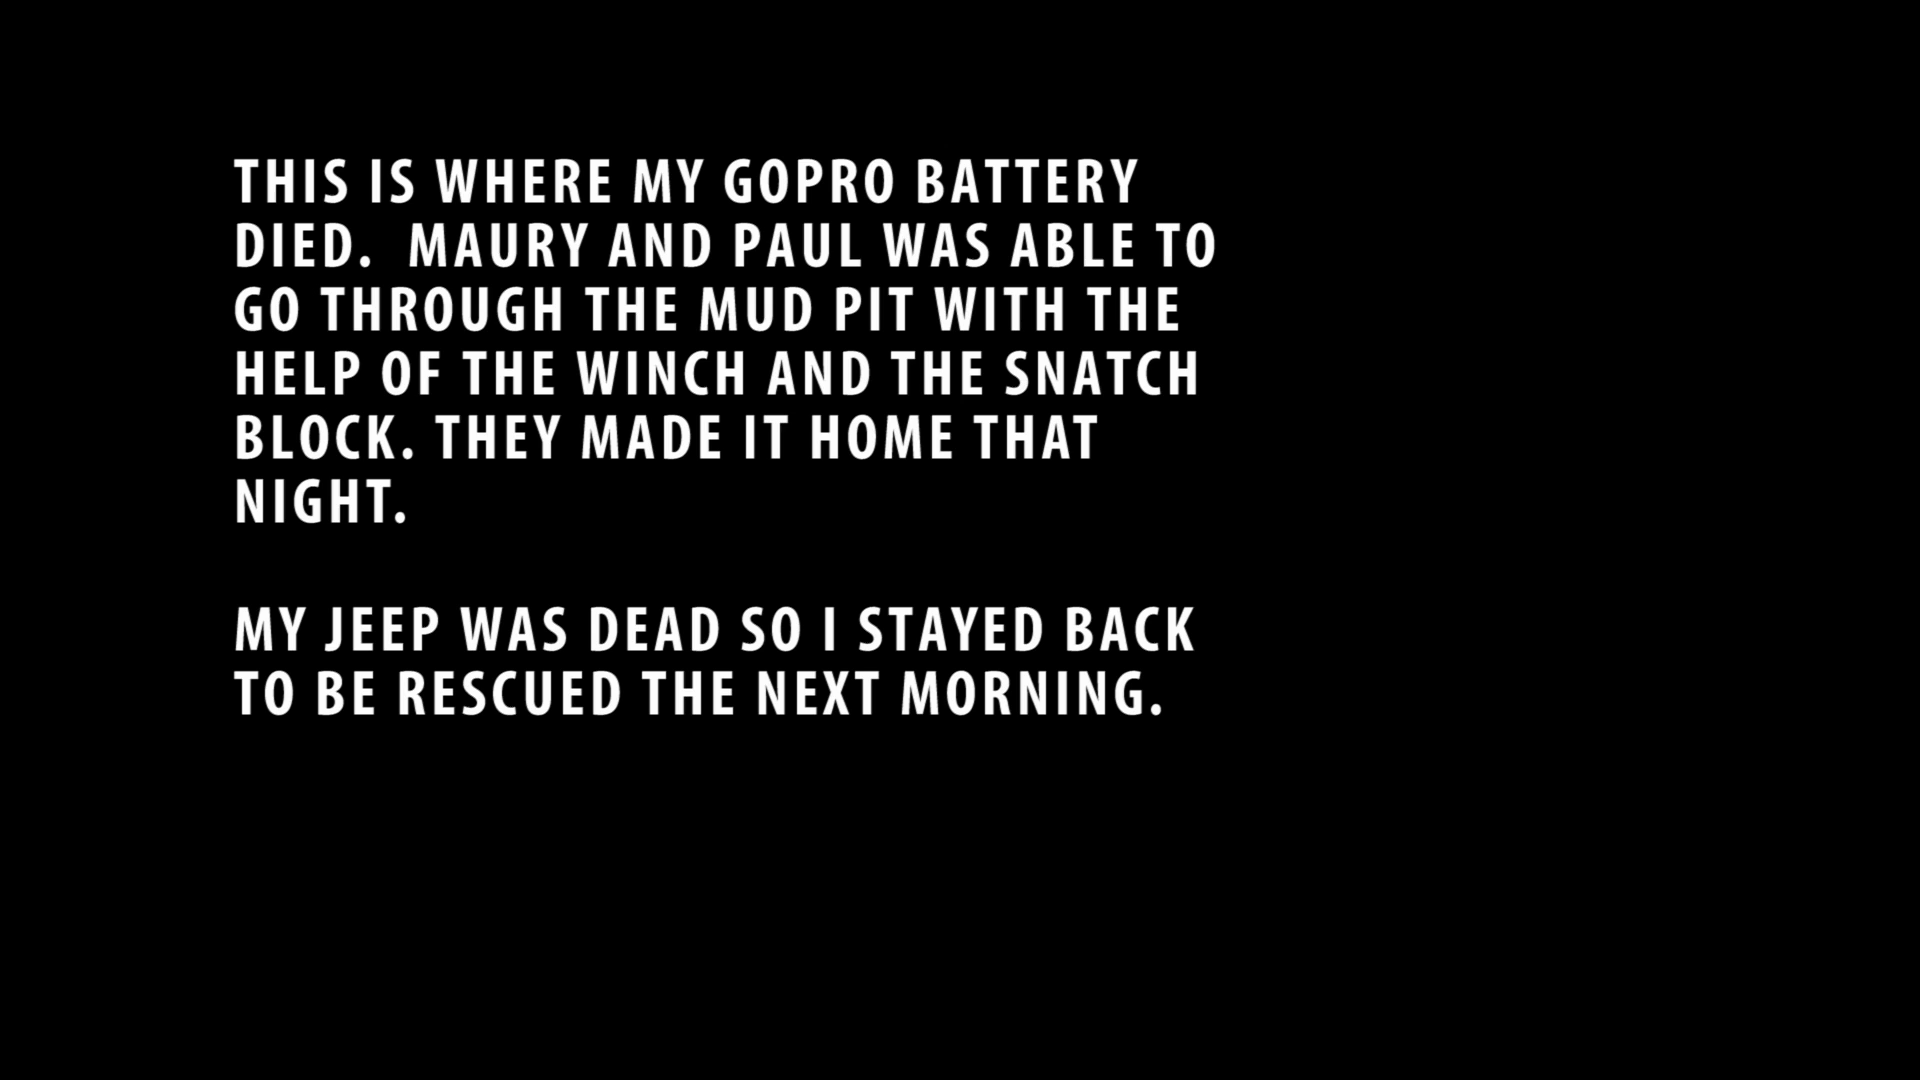 THIS IS WHERE MY GOPRO BATTERY
DIED.  MAURY AND PAUL WAS ABLE TO
GO THROUGH THE MUD PIT WITH THE
HELP OF THE WINCH AND THE SNATCH
BLOCK. THEY MADE IT HOME THAT
NIGHT.

MY JEEP WAS DEAD SO I STAYED BACK
TO BE RESCUED THE NEXT MORNING.